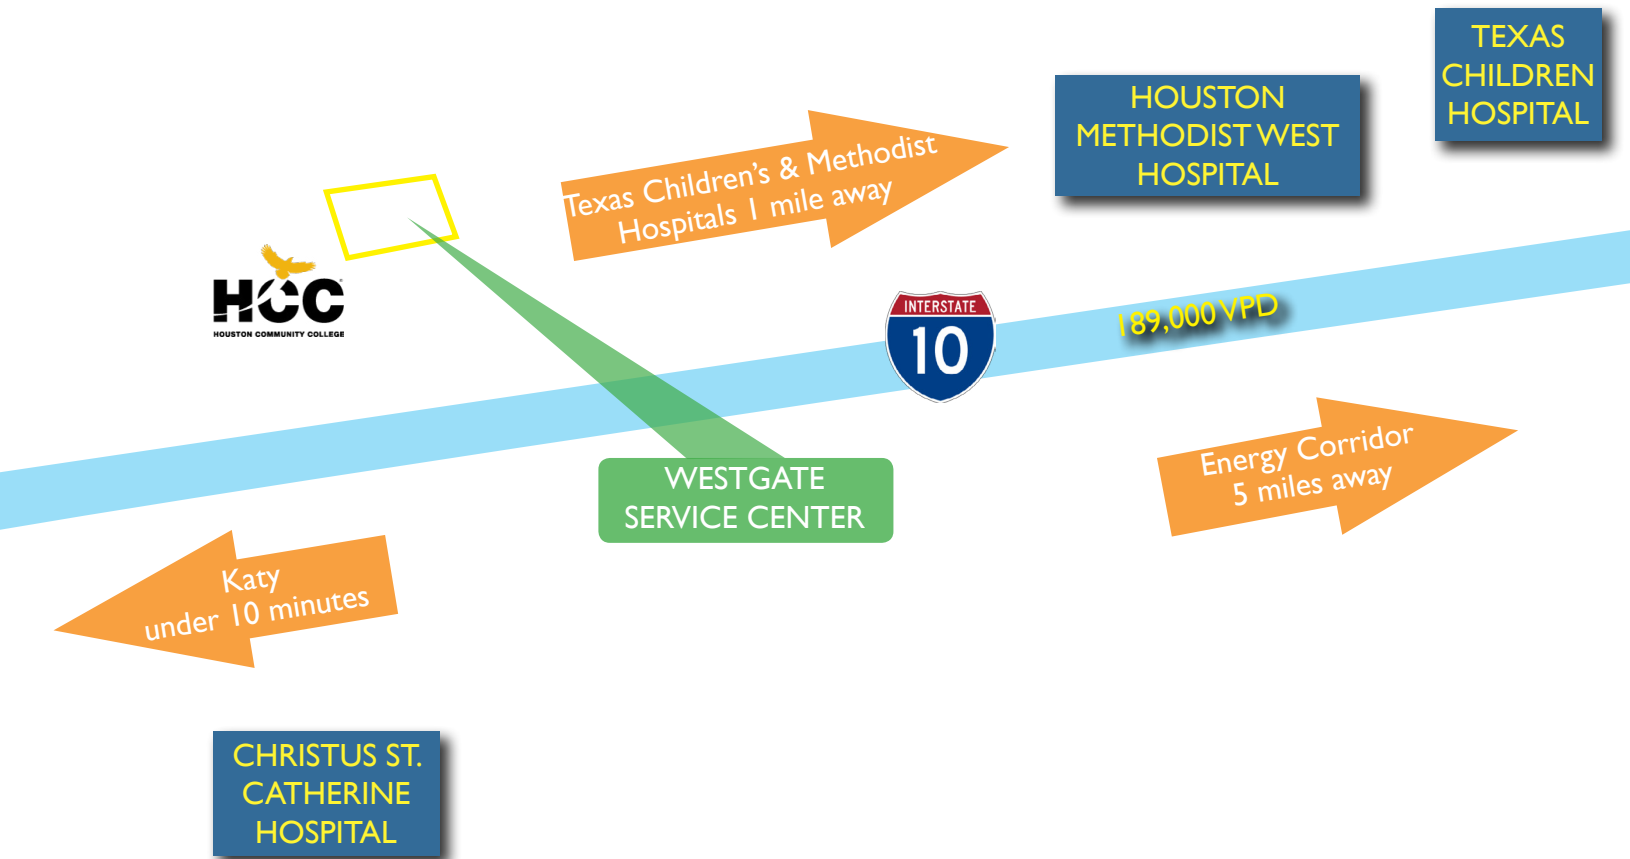 TEXAS
CHILDREN
HOSPITAL
HOUSTON
METHODIST WEST
HOSPITAL
Texas Children's & Methodist
Hospitals 1 mile away
HCC
HOUSTON COMMUNITY COLLEGE
INTERSTATE
10
189,000 VPD
Energy Corridor
5 miles away
WESTGATE
SERVICE CENTER
Katy
under 10 minutes
CHRISTUS ST.
CATHERINE
HOSPITAL